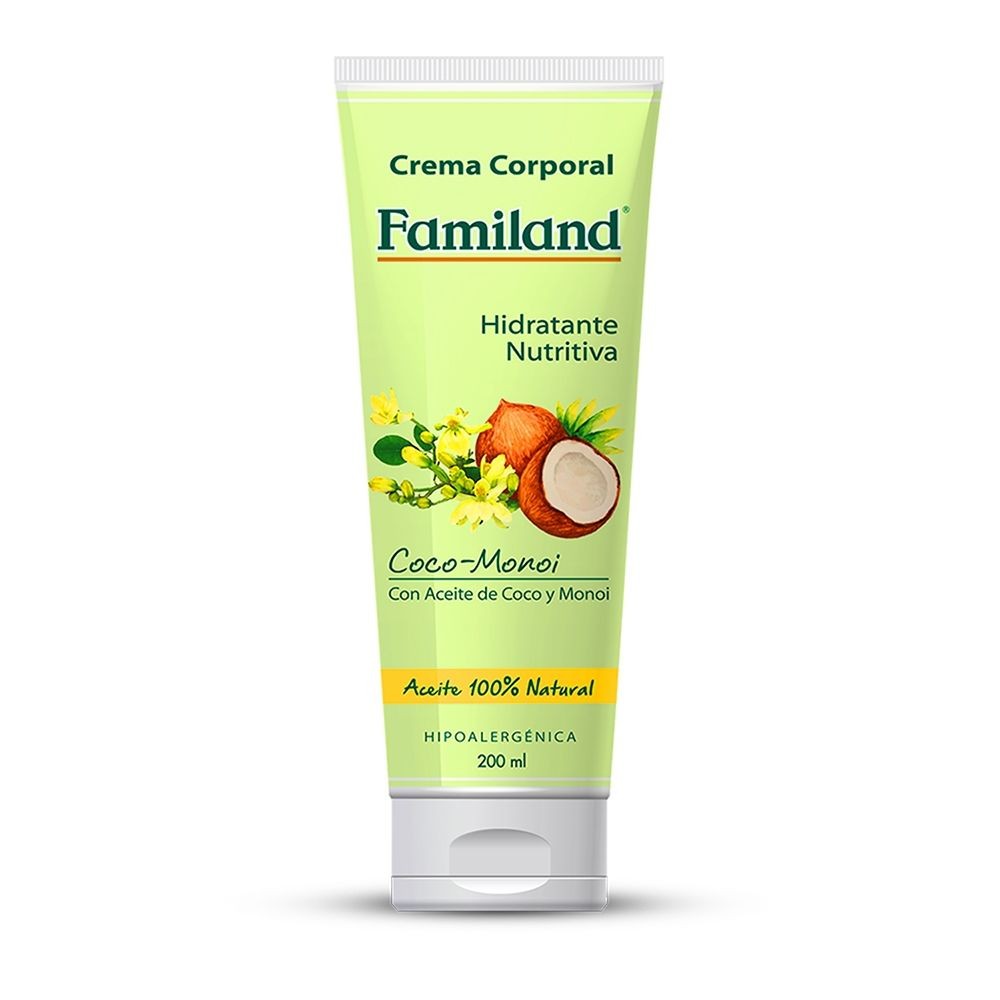 Crema Corporal
Familand®
Hidratante
Nutritiva
Coco-Monoi
Con Aceite de Coco y Monoi
Aceite 100% Natural
HIPOALERGÉNICA
200 ml